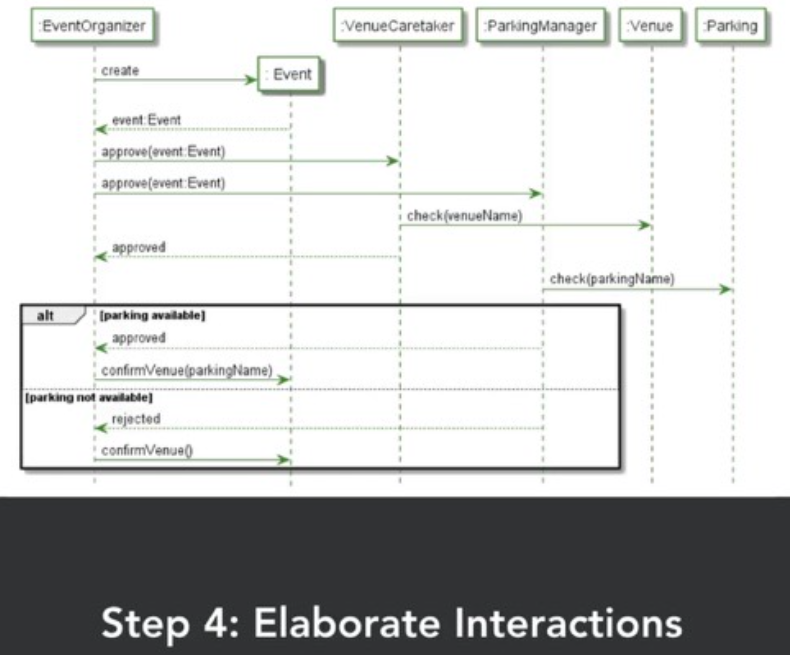 :EventOrganizer
:VenueCaretaker
:ParkingManager
:Venue
:Parking
create
: Event
event:Event
approve(event:Event)
approve(event:Event)
check(venueName)
approved
check(parkingName)
alt
[parking available]
approved
confirmVenue(parkingName)
[parking not available]
rejected
confirmVenue()
Step 4: Elaborate Interactions